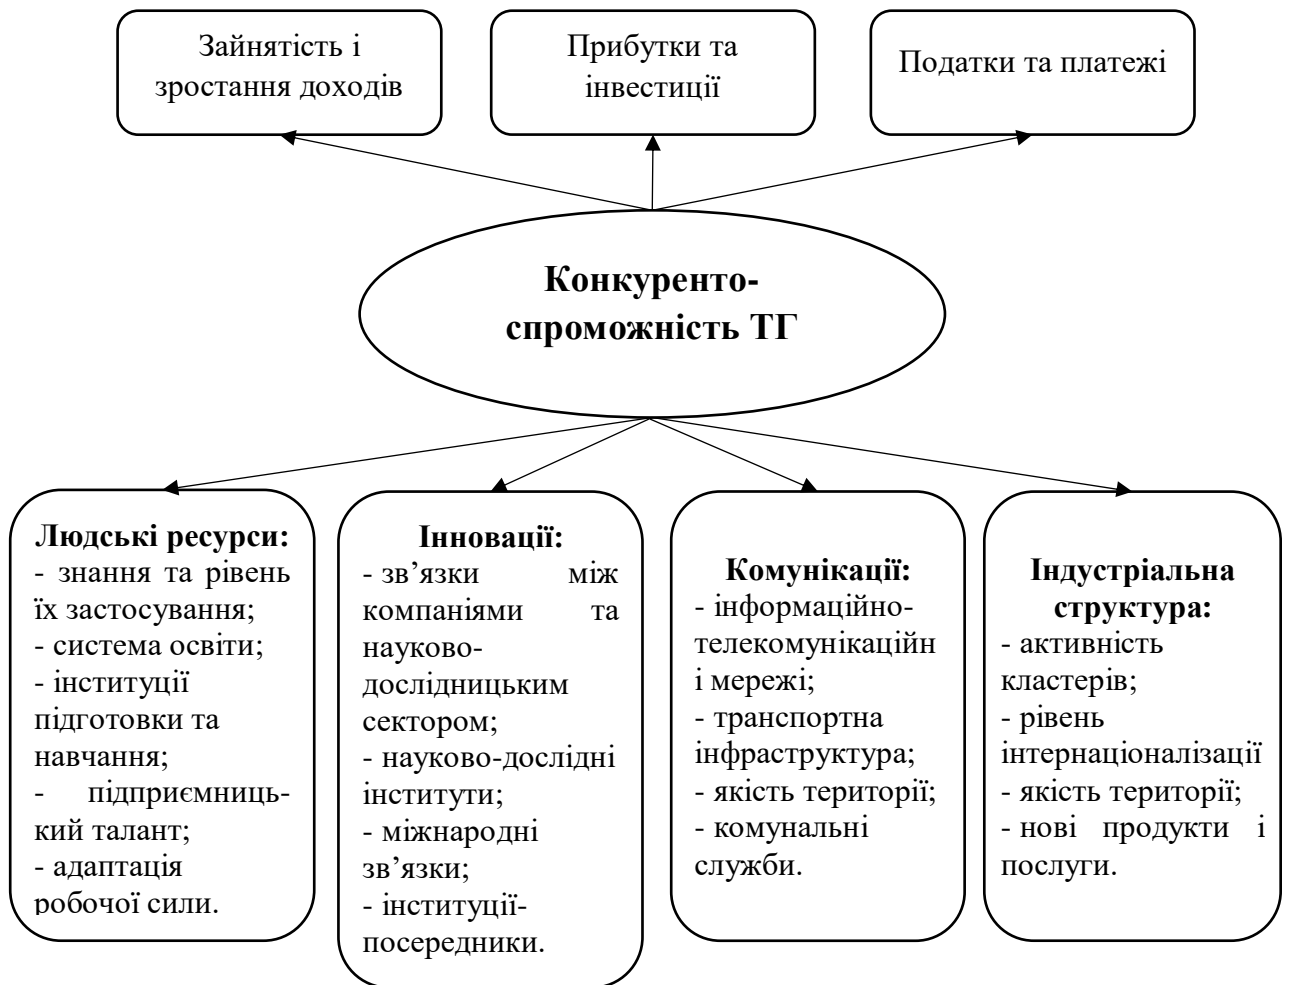 Зайнятість і
зростання доходів
Прибутки та
інвестиції
Податки та платежі
Конкуренто-
спроможність ТГ
Людські ресурси:
- знання та рівень
їх застосування;
- система освіти;
- інституції
підготовки та
навчання;
- підприємниць-
кий талант;
- адаптація
робочої сили.
Інновації:
- зв’язки між
компаніями та
науково-
дослідницьким
сектором;
- науково-дослідні
інститути;
- міжнародні
зв’язки;
- інституції-
посередники.
Комунікації:
- інформаційно-
телекомунікаційн
і мережі;
- транспортна
інфраструктура;
- якість території;
- комунальні
служби.
Індустріальна
структура:
- активність
кластерів;
- рівень
інтернаціоналізації
- якість території;
- нові продукти і
послуги.